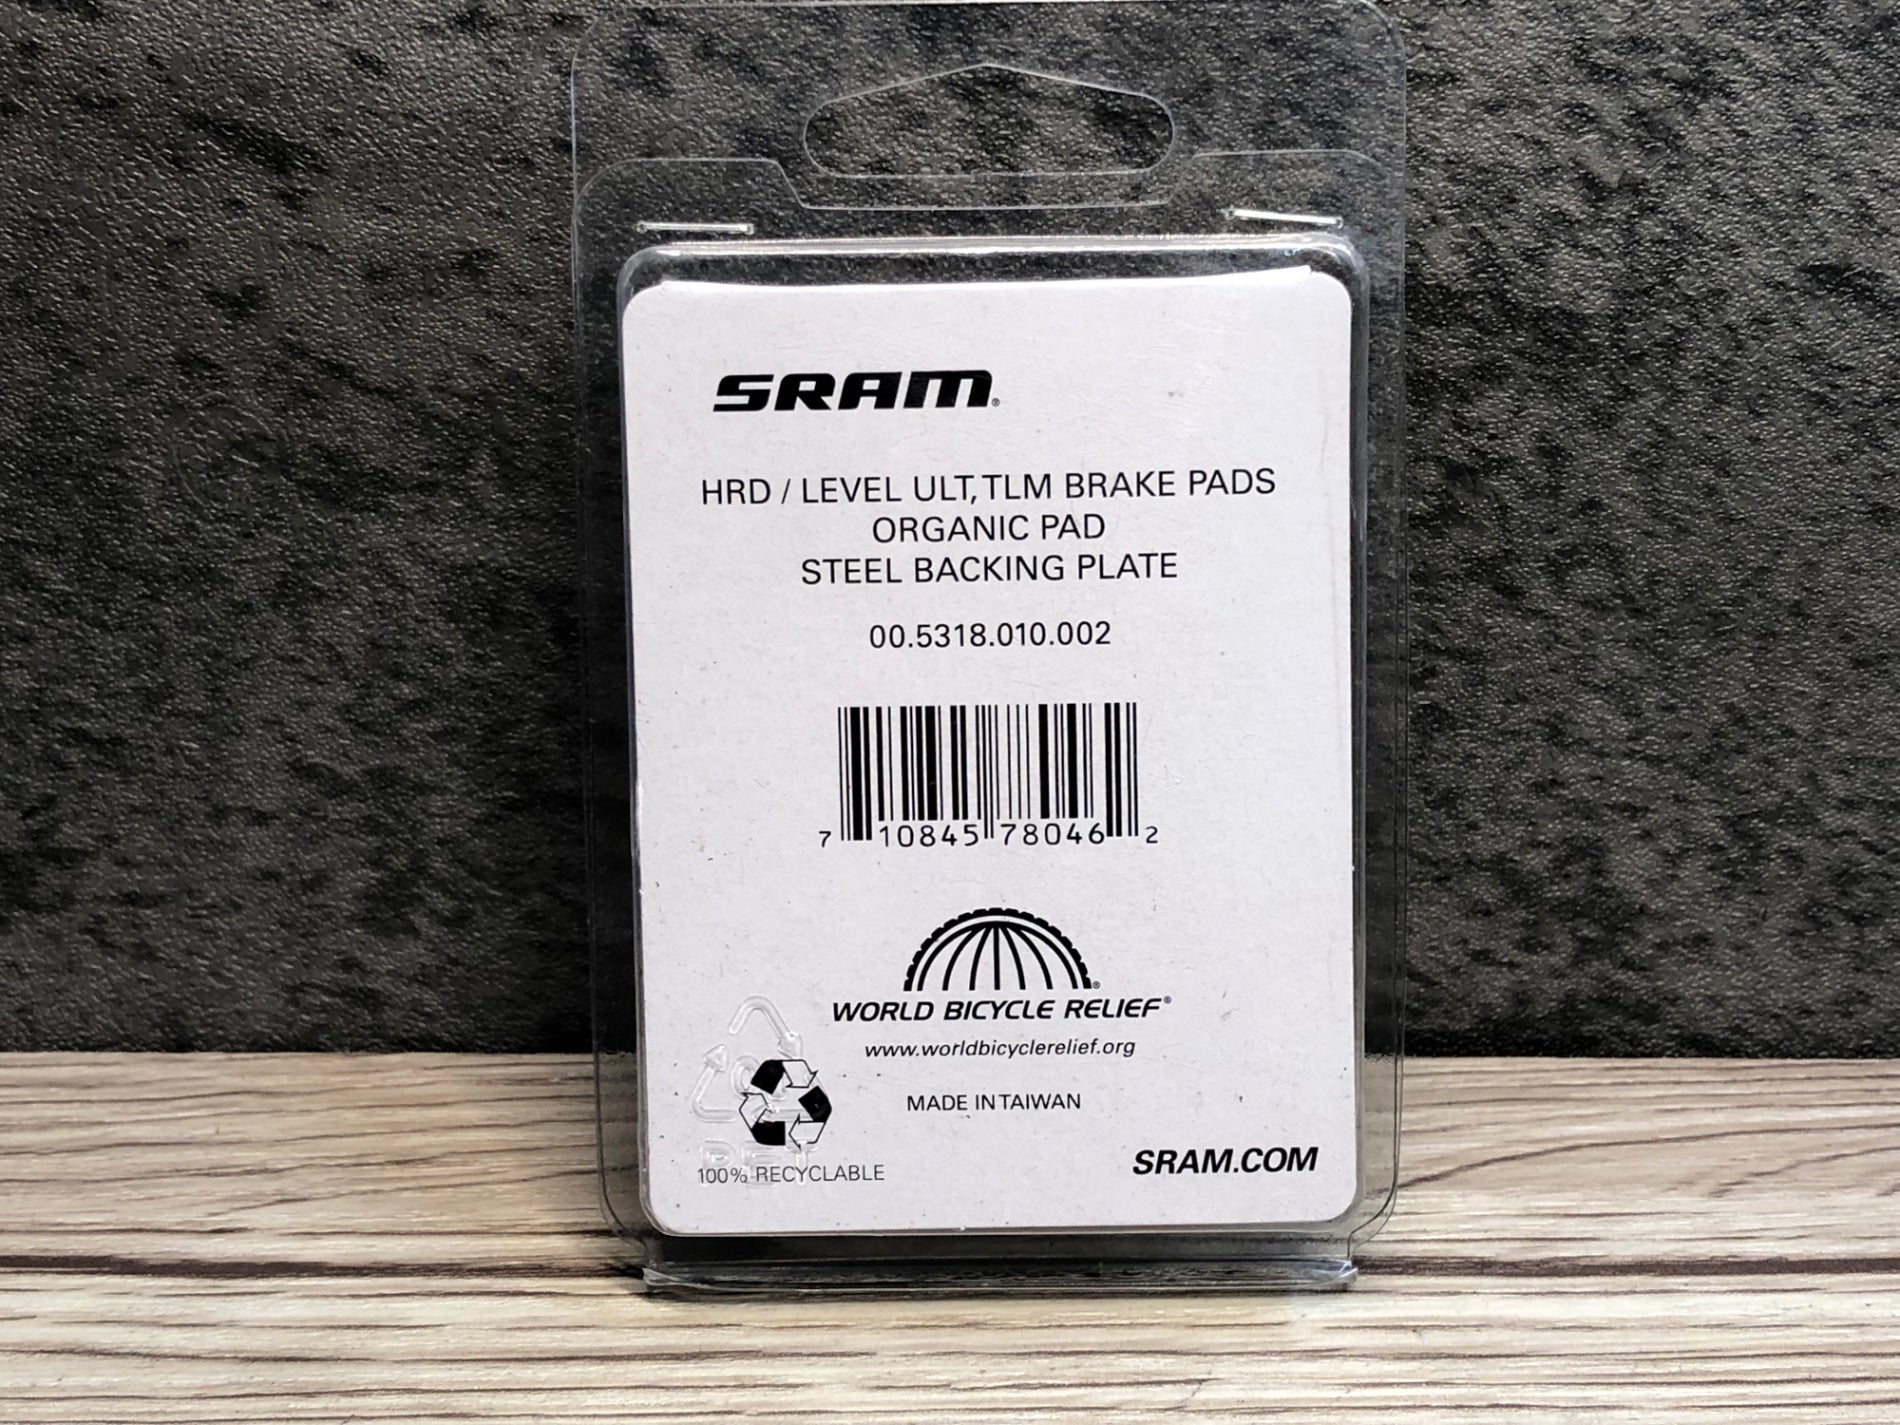 SRAM®
HRD / LEVEL ULT, TLM BRAKE PADS
ORGANIC PAD
STEEL BACKING PLATE
00.5318.010.002
7 10845 78046 2
WORLD BICYCLE RELIEF®
www.worldbicyclerelief.org
MADE IN TAIWAN
100% RECYCLABLE
SRAM.COM